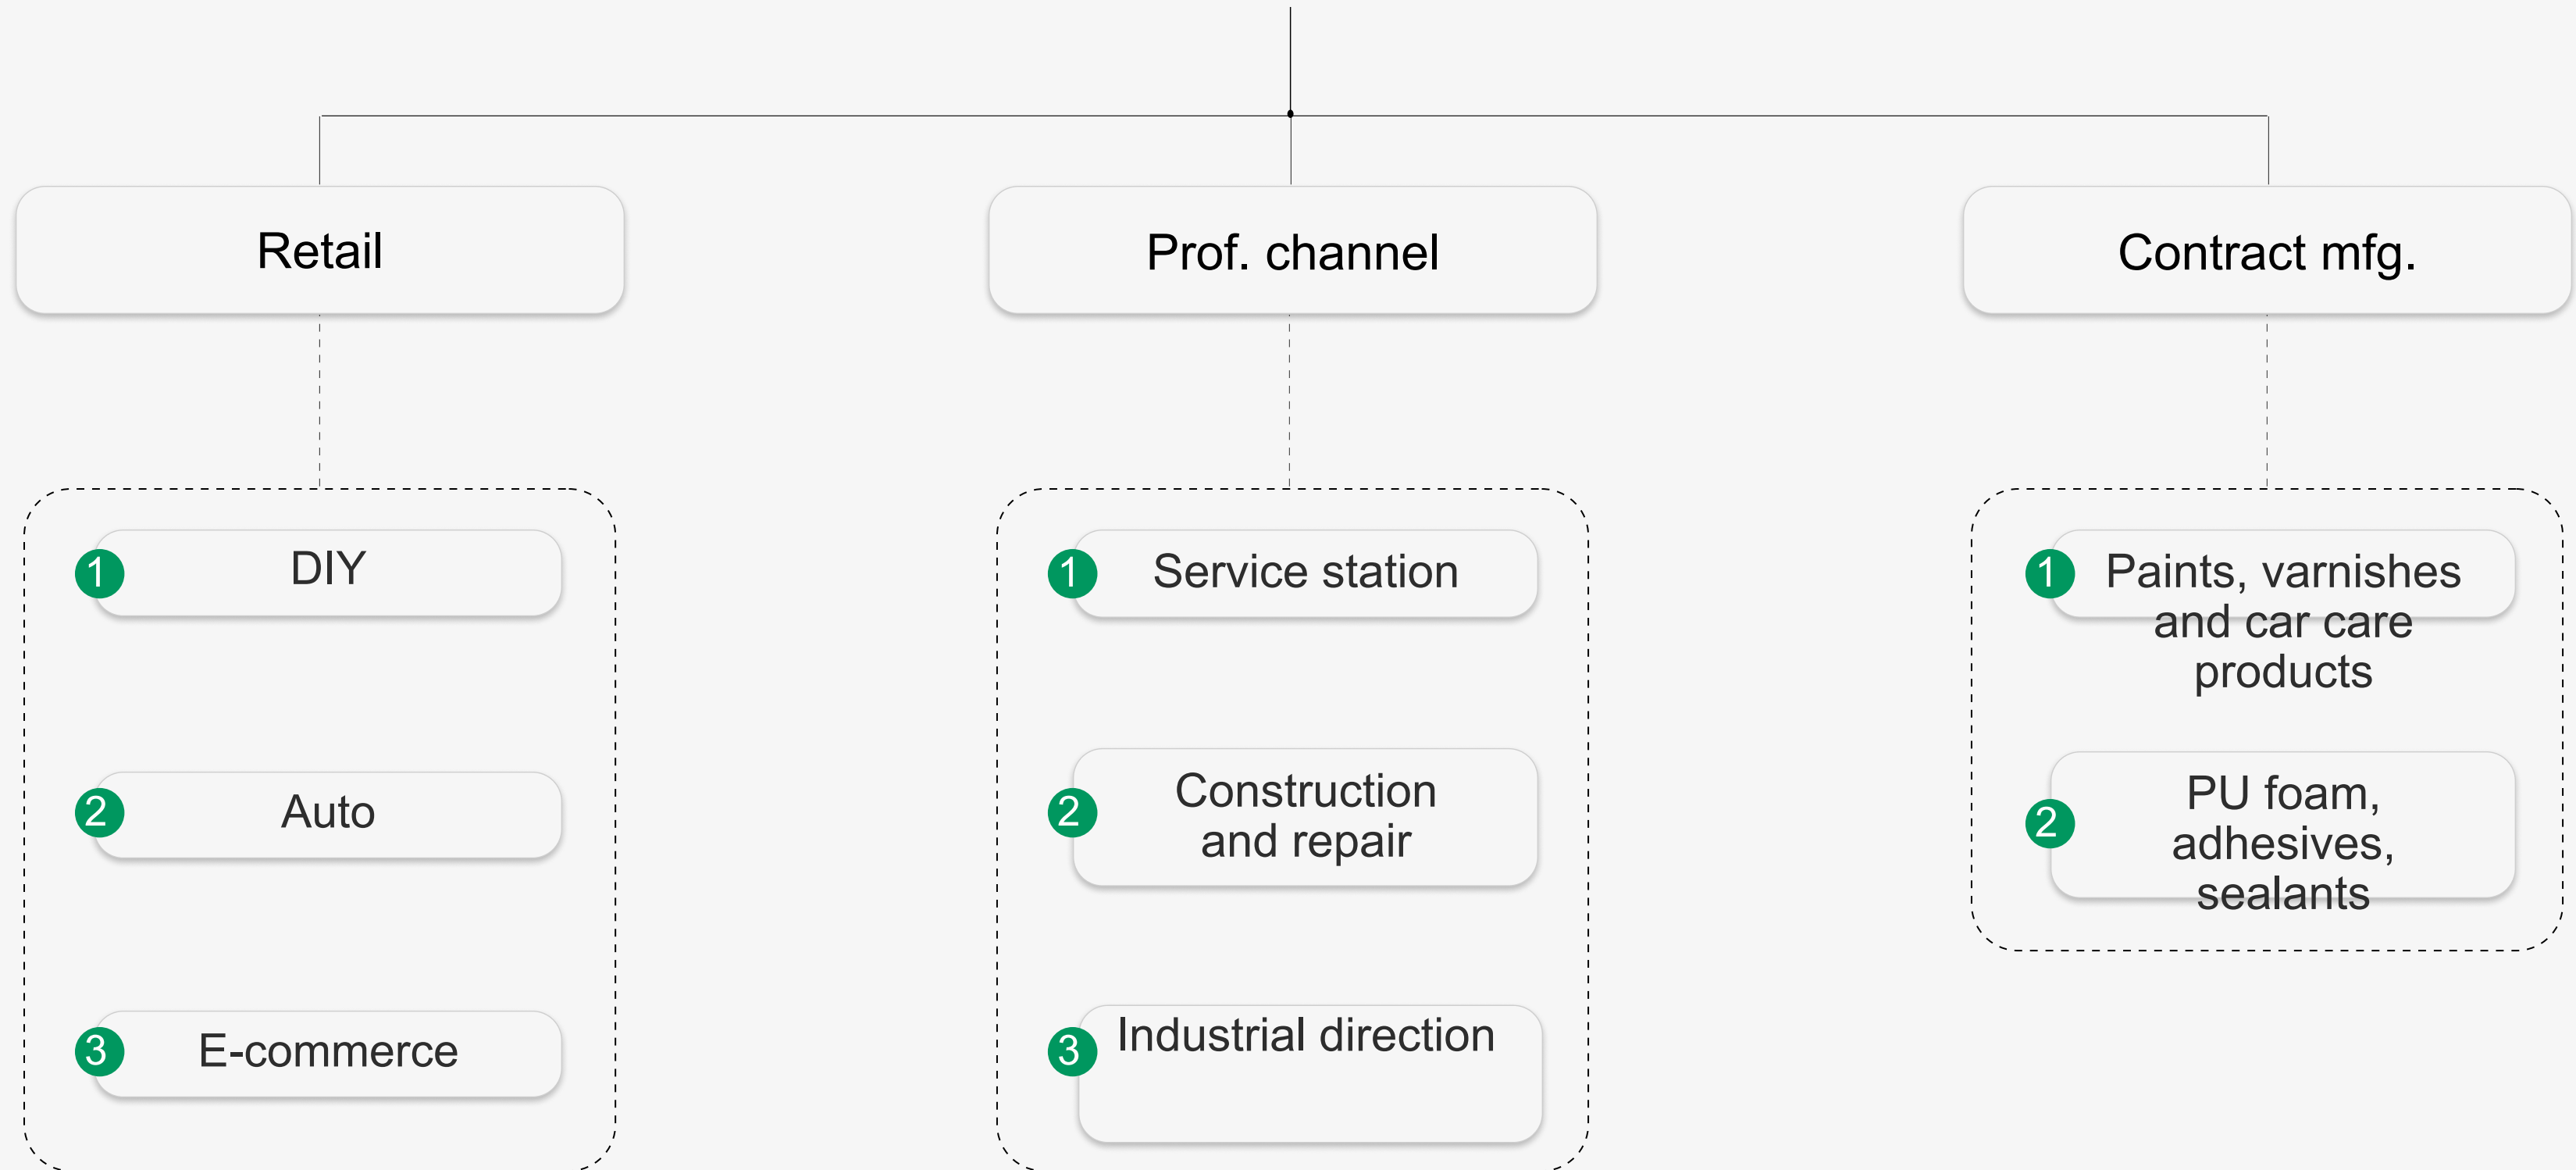 Retail
Prof. channel
Contract mfg.
1
DIY
2
Auto
3
E-commerce
1
Service station
2
Construction
and repair
3
Industrial direction
1
Paints, varnishes
and car care
products
2
PU foam,
adhesives,
sealants